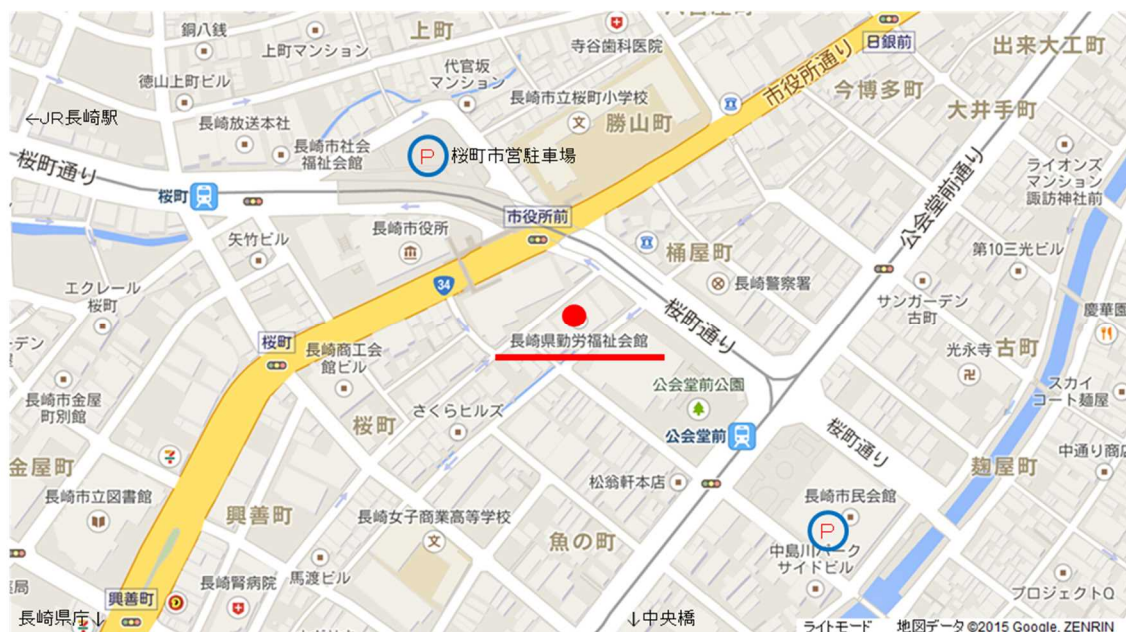 銅八銭
上町マンション
上町
寺谷歯科医院
日銀前
市役所通り
出来大工町
今博多町
大井手町
徳山上町ビル
代官坂
マンション
長崎市立桜町小学校
勝山町
←JR長崎駅
長崎放送本社
長崎市社会
福祉会館
P
桜町市営駐車場
桜町通り
桜町
市役所前
公会堂前通り
ライオンズ
マンション
諏訪神社前
矢竹ビル
長崎市役所
桶屋町
第10三光ビル
長崎警察署
エクレール
桜町
34
サンガーデン
古町
慶華園
長崎県勤労福祉会館
桜町通り
桜町
長崎商工会
館ビル
光永寺
古町
ーデン
公会堂前公園
スカイ
コート麺屋
長崎市金屋
町別館
桜町
さくらヒルズ
公会堂前
桜町通り
中通り商店
金屋町
麹屋町
長崎市立図書館
松翁軒本店
長崎市民会館
興善町
長崎女子商業高等学校
魚の町
P
中島川パーク
サイドビル
長崎腎病院
馬渡ビル
薬局
興善町
プロジェクトQ
長崎県庁↓
↓中央橋
ライトモード
地図データ ©2015 Google, ZENRIN